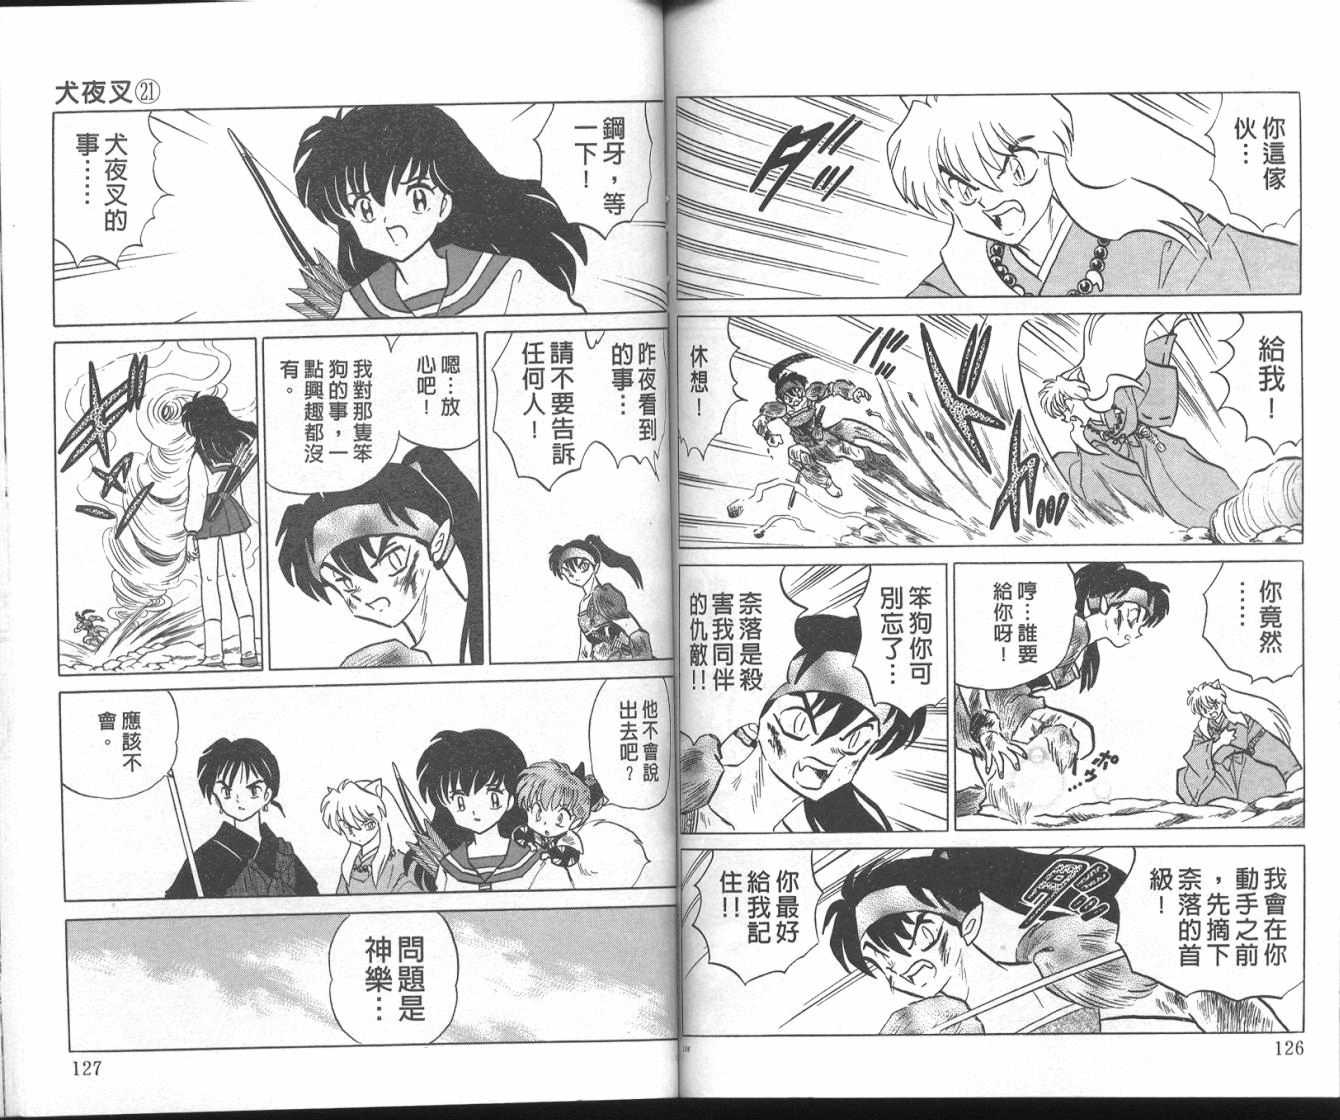 你這傢
伙…
ダッ
給我！
休想！
你竟然
……
哼…誰要
給你呀！
笨狗你可
別忘了…
奈落是殺
害我同伴
的仇敵!!
我會在你
動手之前
，先摘下
奈落的首
級！
你最好
給我記
住!!
126
犬夜叉㉑
鋼牙，等
一下！
犬夜叉的
事……
昨夜看到
的事…
請不要告訴
任何人！
嗯…放
心吧！
我對那隻笨
狗的事，一
點興趣都沒
有。
他不會說
出去吧？
應該不
會。
問題是
神樂…
127